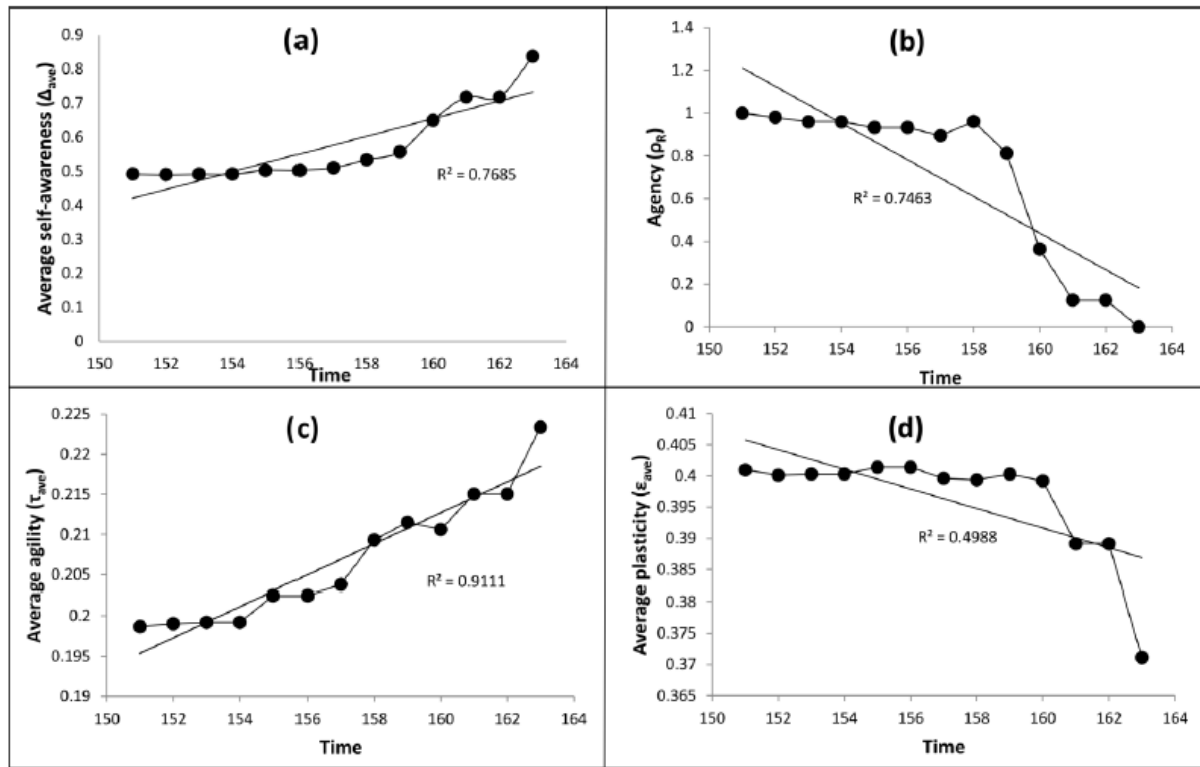 (a)
Average self-awareness (Δave)
0.9
0.8
0.7
0.6
0.5
0.4
0.3
0.2
0.1
0
R² = 0.7685
150 152 154 156 158 160 162 164
Time
(b)
Agency (ρR)
1.4
1.2
1
0.8
0.6
0.4
0.2
0
R² = 0.7463
150 152 154 156 158 160 162 164
Time
(c)
Average agility (τave)
0.225
0.22
0.215
0.21
0.205
0.2
0.195
0.19
R² = 0.9111
150 152 154 156 158 160 162 164
Time
(d)
Average plasticity (εave)
0.41
0.405
0.4
0.395
0.39
0.385
0.38
0.375
0.37
0.365
R² = 0.4988
150 152 154 156 158 160 162 164
Time